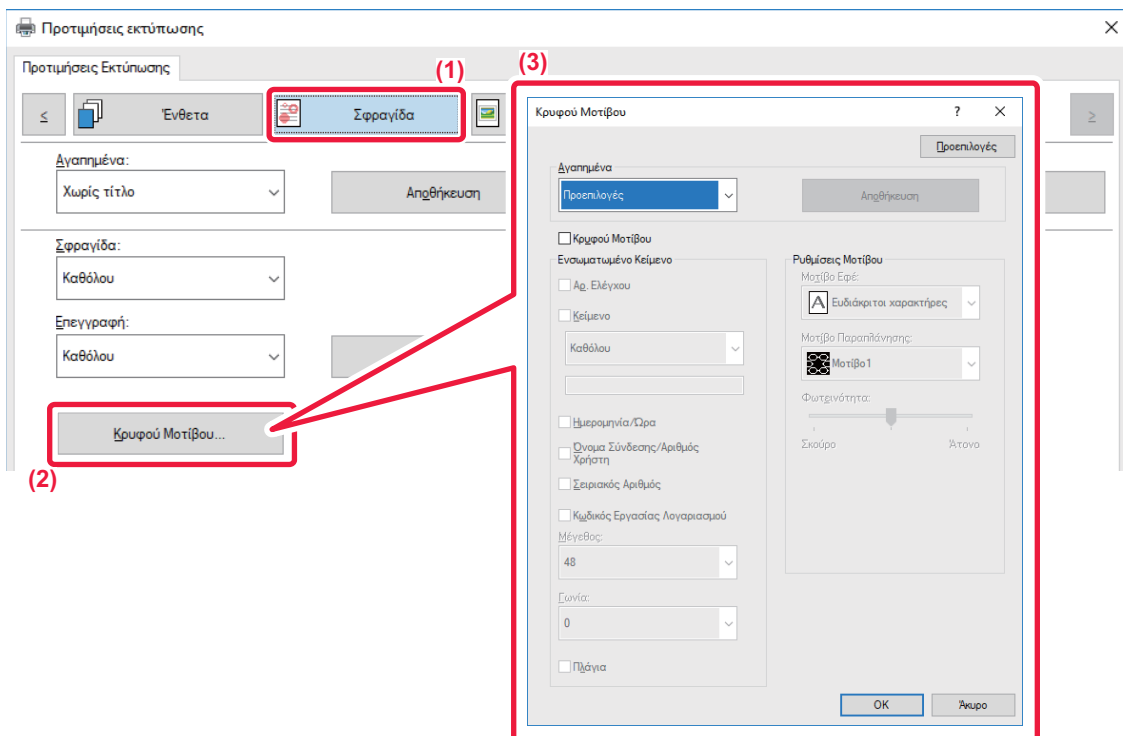 Προτιμήσεις εκτύπωσης
Προτιμήσεις Εκτύπωσης
(1)
(3)
<
Ένθετα
Σφραγίδα
>
Αγαπημένα:
Χωρίς τίτλο
Αποθήκευση
Σφραγίδα:
Καθόλου
Επεγγραφή:
Καθόλου
Κρυφού Μοτίβου...
(2)
Κρυφού Μοτίβου
?
Προεπιλογές
Αγαπημένα
Προεπιλογές
Αποθήκευση
Κρυφού Μοτίβου
Ενσωματωμένο Κείμενο
Αρ. Ελέγχου
Κείμενο
Καθόλου
Ημερομηνία/Ώρα
Όνομα Σύνδεσης/Αριθμός
Χρήστη
Σειριακός Αριθμός
Κωδικός Εργασίας Λογαριασμού
Μέγεθος:
48
Γωνία:
0
Πλάγια
Ρυθμίσεις Μοτίβου
Μοτίβο Εφέ:
A Ευδιάκριτοι χαρακτήρες
Μοτίβο Παραπλάνησης:
Μοτίβο1
Φωτεινότητα:
Σκούρο Άτονο
OK
Άκυρο